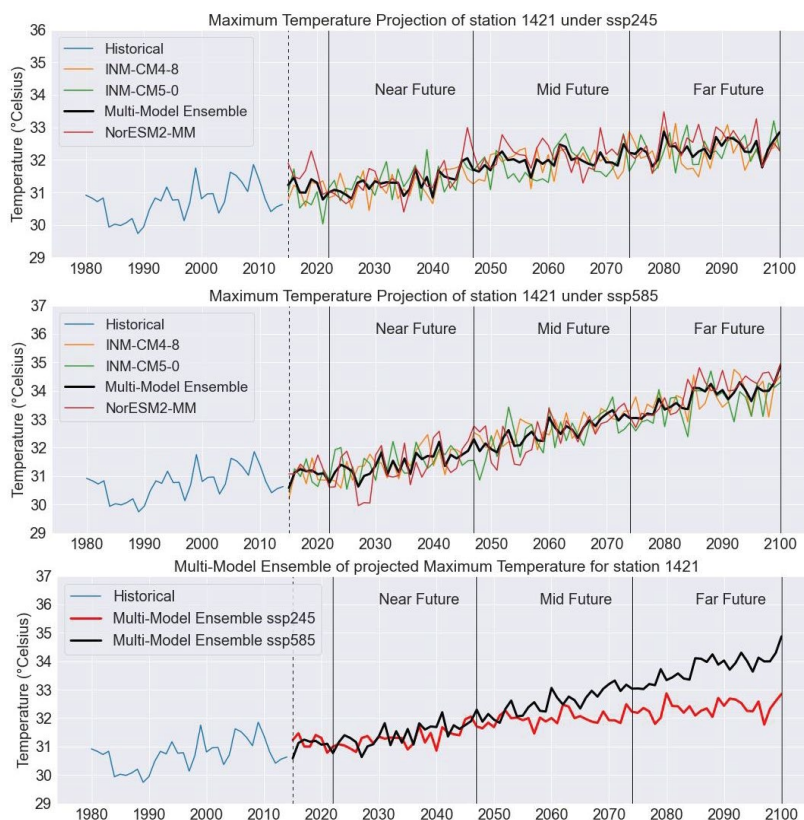 Maximum Temperature Projection of station 1421 under ssp245
Temperature (°Celsius)
36
35
34
33
32
31
30
29
Historical
INM-CM4-8
INM-CM5-0
Multi-Model Ensemble
NorESM2-MM
Near Future
Mid Future
Far Future
1980 1990 2000 2010 2020 2030 2040 2050 2060 2070 2080 2090 2100
Maximum Temperature Projection of station 1421 under ssp585
Temperature (°Celsius)
37
36
35
34
33
32
31
30
29
Historical
INM-CM4-8
INM-CM5-0
Multi-Model Ensemble
NorESM2-MM
Near Future
Mid Future
Far Future
1980 1990 2000 2010 2020 2030 2040 2050 2060 2070 2080 2090 2100
Multi-Model Ensemble of projected Maximum Temperature for station 1421
Temperature (°Celsius)
37
36
35
34
33
32
31
30
29
Historical
Multi-Model Ensemble ssp245
Multi-Model Ensemble ssp585
Near Future
Mid Future
Far Future
1980 1990 2000 2010 2020 2030 2040 2050 2060 2070 2080 2090 2100